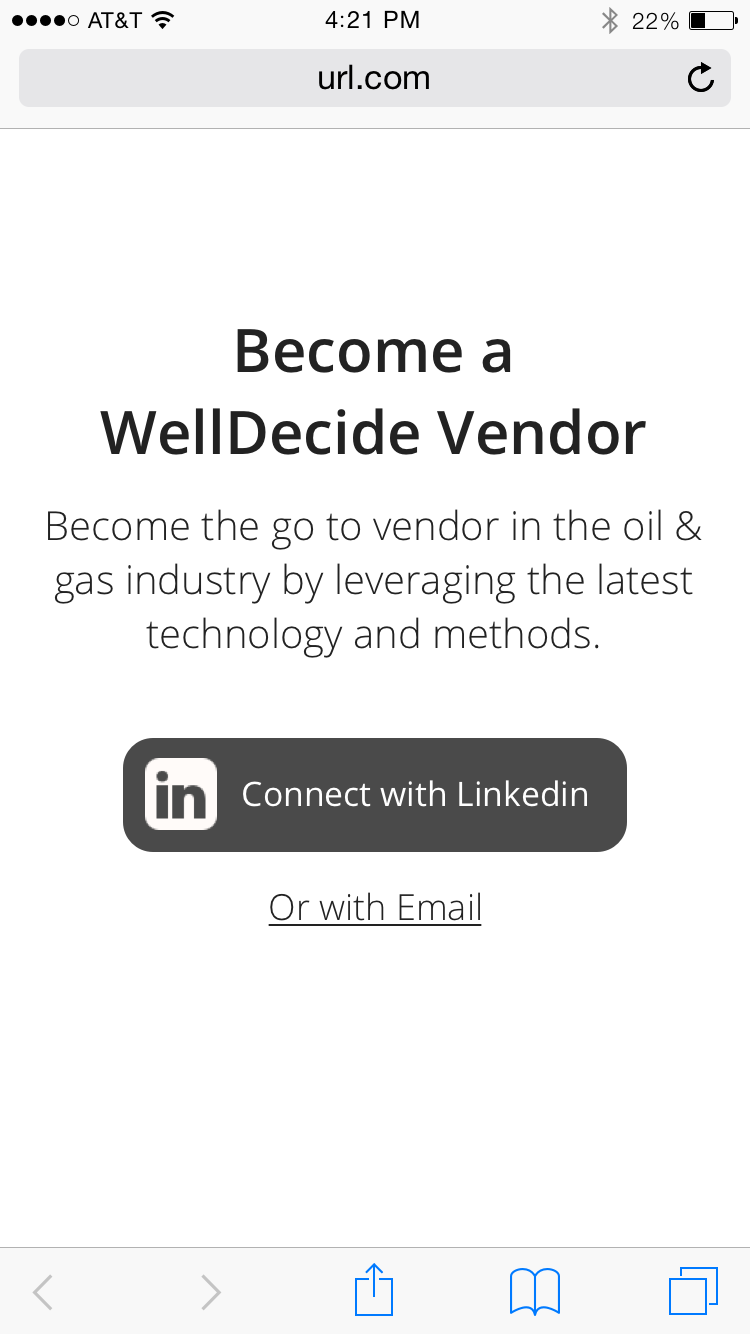 AT&T 4:21 PM 22%
url.com
Become a
WellDecide Vendor
Become the go to vendor in the oil &
gas industry by leveraging the latest
technology and methods.
in Connect with Linkedin
Or with Email